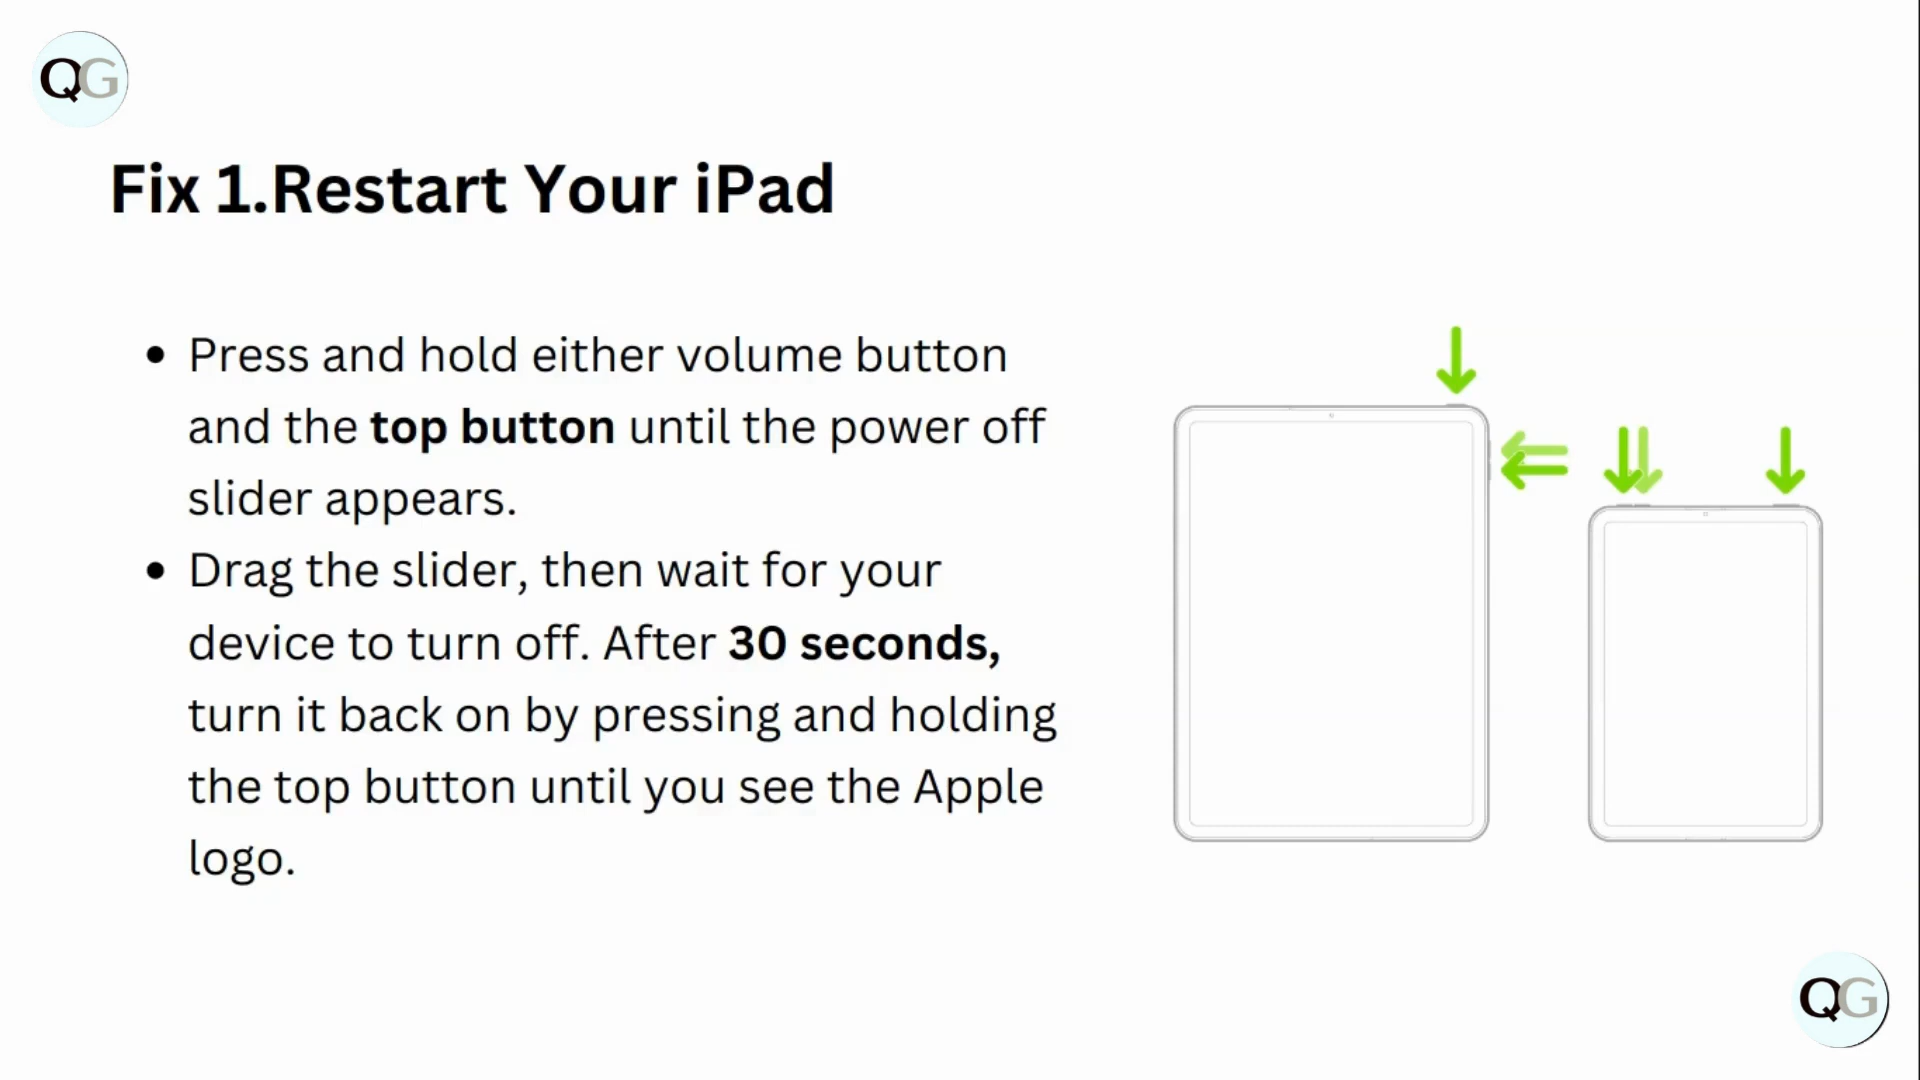 QG
Fix 1.Restart Your iPad
• Press and hold either volume button
and the top button until the power off
slider appears.
• Drag the slider, then wait for your
device to turn off. After 30 seconds,
turn it back on by pressing and holding
the top button until you see the Apple
logo.
QG